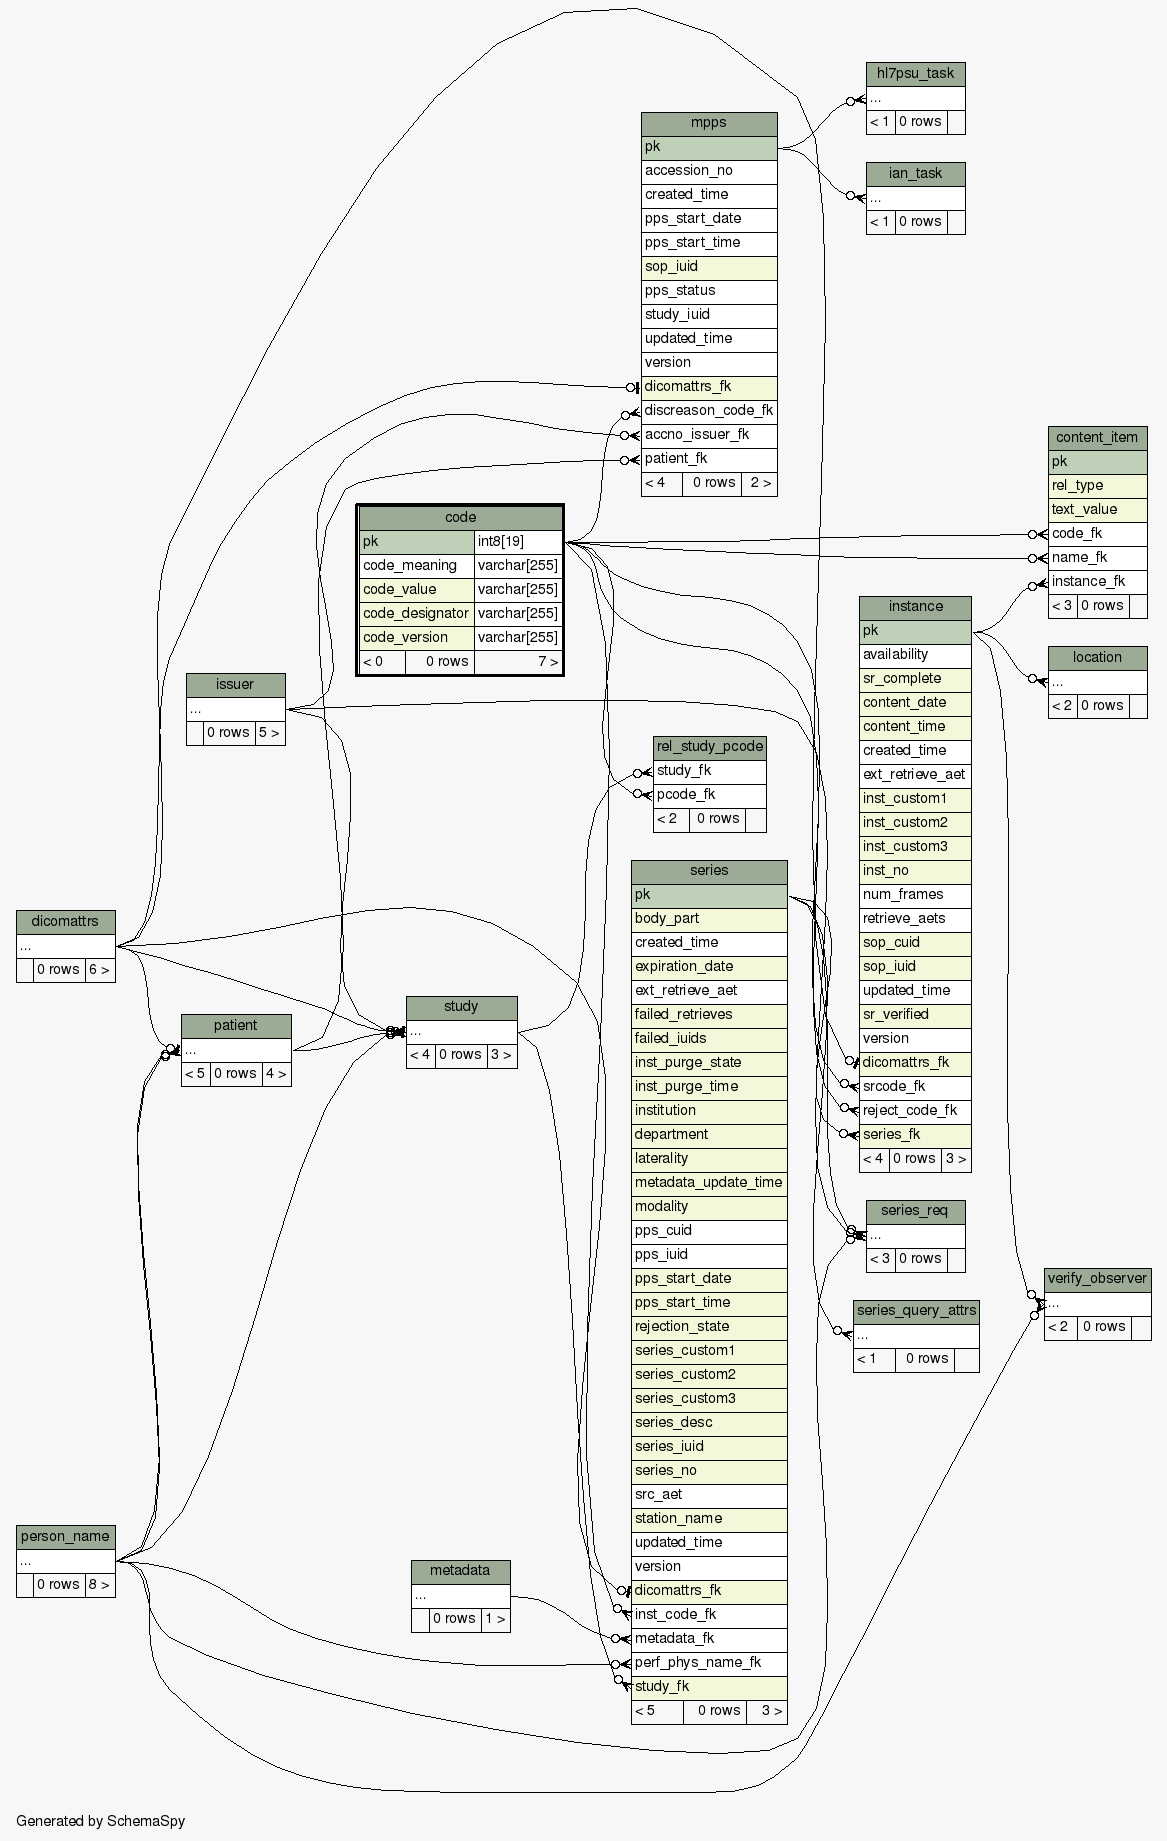 hl7psu_task
...
< 1 0 rows
mpps
pk
accession_no
created_time
pps_start_date
pps_start_time
sop_iuid
pps_status
study_iuid
updated_time
version
dicomattrs_fk
discreason_code_fk
accno_issuer_fk
patient_fk
< 4 0 rows 2 >
ian_task
...
< 1 0 rows
content_item
pk
rel_type
text_value
code_fk
name_fk
instance_fk
< 3 0 rows
code
pk int8[19]
code_meaning varchar[255]
code_value varchar[255]
code_designator varchar[255]
code_version varchar[255]
< 0 0 rows 7 >
instance
pk
availability
sr_complete
content_date
content_time
created_time
ext_retrieve_aet
inst_custom1
inst_custom2
inst_custom3
inst_no
num_frames
retrieve_aets
sop_cuid
sop_iuid
updated_time
sr_verified
version
dicomattrs_fk
srcode_fk
reject_code_fk
series_fk
< 4 0 rows 3 >
location
...
< 2 0 rows
issuer
...
0 rows 5 >
rel_study_pcode
study_fk
pcode_fk
< 2 0 rows
series
pk
body_part
created_time
expiration_date
ext_retrieve_aet
failed_retrieves
failed_iuids
inst_purge_state
inst_purge_time
institution
department
laterality
metadata_update_time
modality
pps_cuid
pps_iuid
pps_start_date
pps_start_time
rejection_state
series_custom1
series_custom2
series_custom3
series_desc
series_iuid
series_no
src_aet
station_name
updated_time
version
dicomattrs_fk
inst_code_fk
metadata_fk
perf_phys_name_fk
study_fk
< 5 0 rows 3 >
dicomattrs
...
0 rows 6 >
study
...
< 4 0 rows 3 >
patient
...
< 5 0 rows 4 >
series_req
...
< 3 0 rows
verify_observer
...
< 2 0 rows
series_query_attrs
...
< 1 0 rows
person_name
...
0 rows 8 >
metadata
...
0 rows 1 >
Generated by SchemaSpy